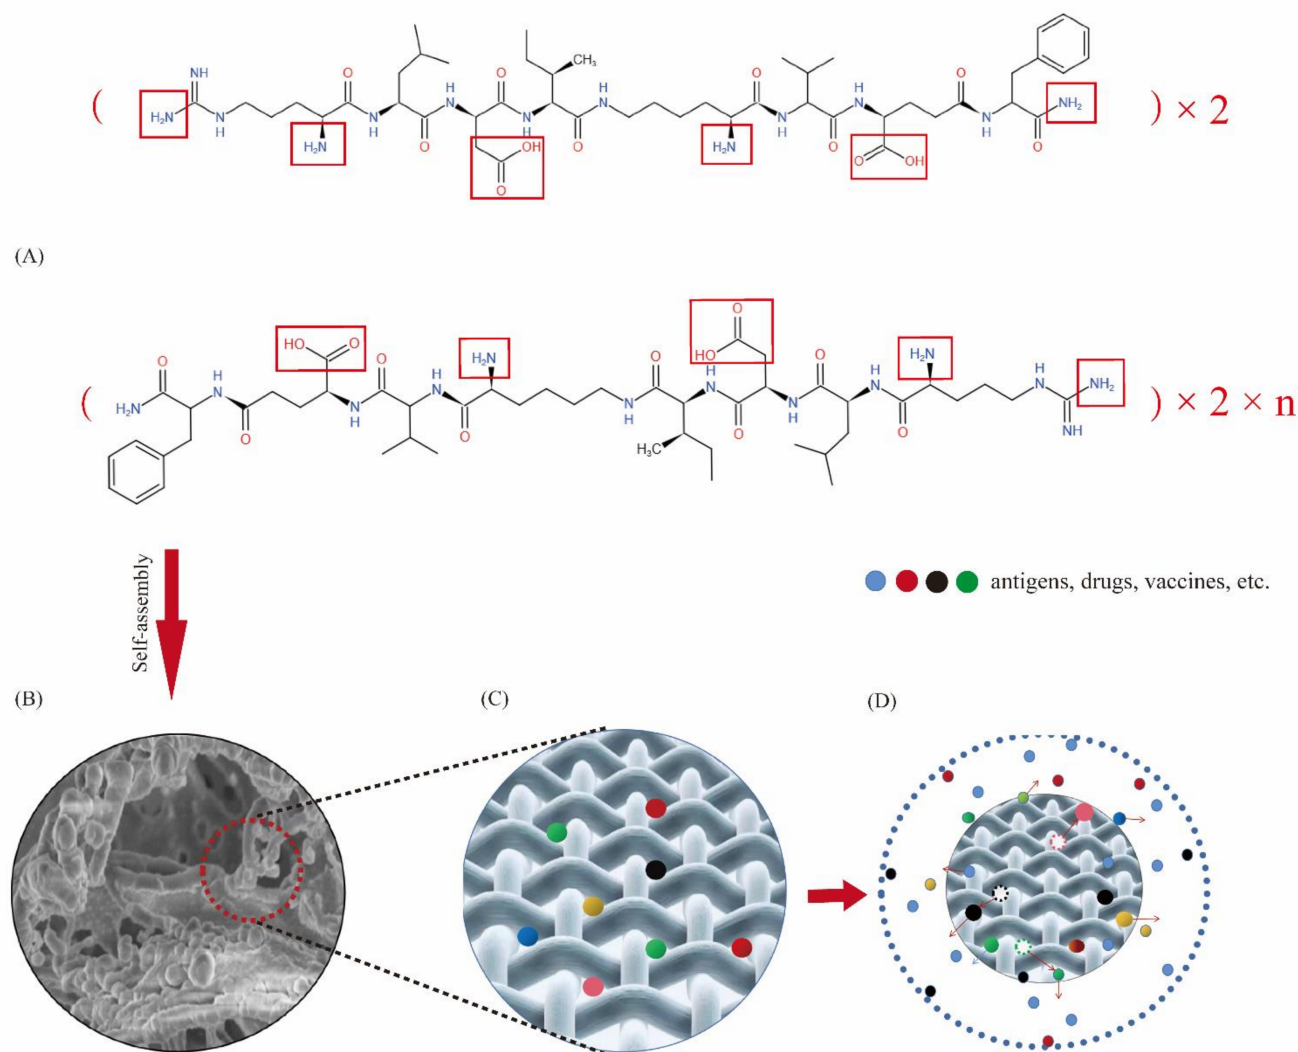 CH₃
NH O O O O
H H H
N N N NH₂ ) × 2
( H₂N N N N N N
H H H H H
H₂N O OH O H₂N O O
O OH
O
(A)
O
HO O
O O H₂N O HO O H₂N
H H H H H
N N N N N NH₂
( H₂N N N N ) × 2 × n
H H H
O O O O NH
H₃C
Self-assembly
antigens, drugs, vaccines, etc.
(B) (C) (D)